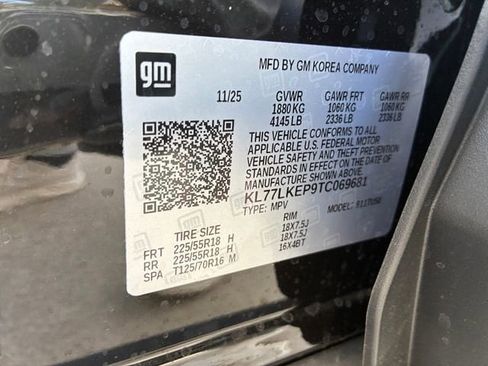 gm
MFD BY GM KOREA COMPANY
11/25 GVWR GAWR FRT GAWR RR
1880 KG 1060 KG 1060 KG
4145 LB 2336 LB 2336 LB
THIS VEHICLE CONFORMS TO ALL
APPLICABLE U.S. FEDERAL MOTOR
VEHICLE SAFETY AND THEFT PREVENTION
STANDARDS IN EFFECT ON THE DATE OF
MANUFACTURE SHOWN ABOVE.
KL77LKEP9TC069681
TYPE: MPV MODEL:
TIRE SIZE RIM
FRT 225/55R18 H 18X7.5J
RR 225/55R18 H 18X7.5J
SPA T125/70R16 M 16X4BT